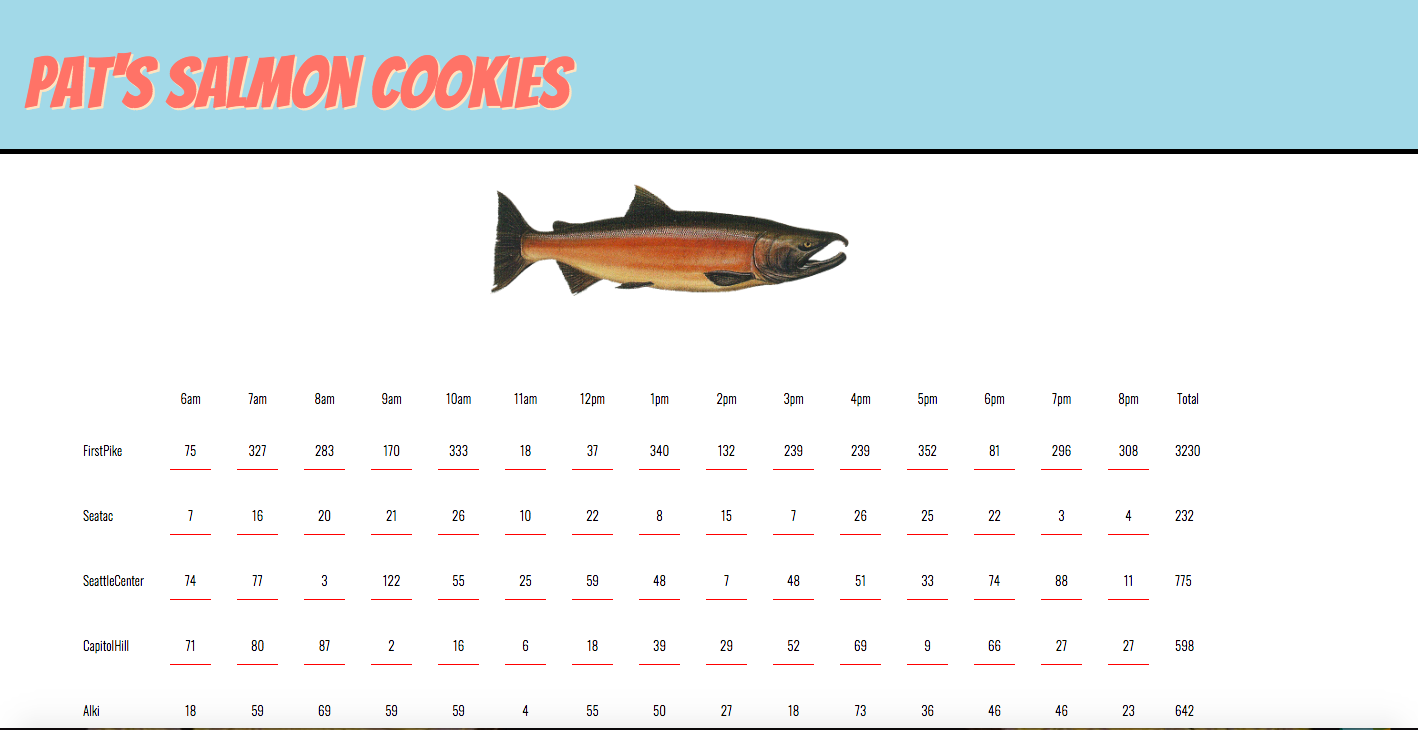 PAT'S SALMON COOKIES
6am 7am 8am 9am 10am 11am 12pm 1pm 2pm 3pm 4pm 5pm 6pm 7pm 8pm Total
FirstPike 75 327 283 170 333 18 37 340 132 239 239 352 81 296 308 3230
Seatac 7 16 20 21 26 10 22 8 15 7 26 25 22 3 4 232
SeattleCenter 74 77 3 122 55 25 59 48 7 48 51 33 74 88 11 775
CapitolHill 71 80 87 2 16 6 18 39 29 52 69 9 66 27 27 598
Alki 18 59 69 59 59 4 55 50 27 18 73 36 46 46 23 642